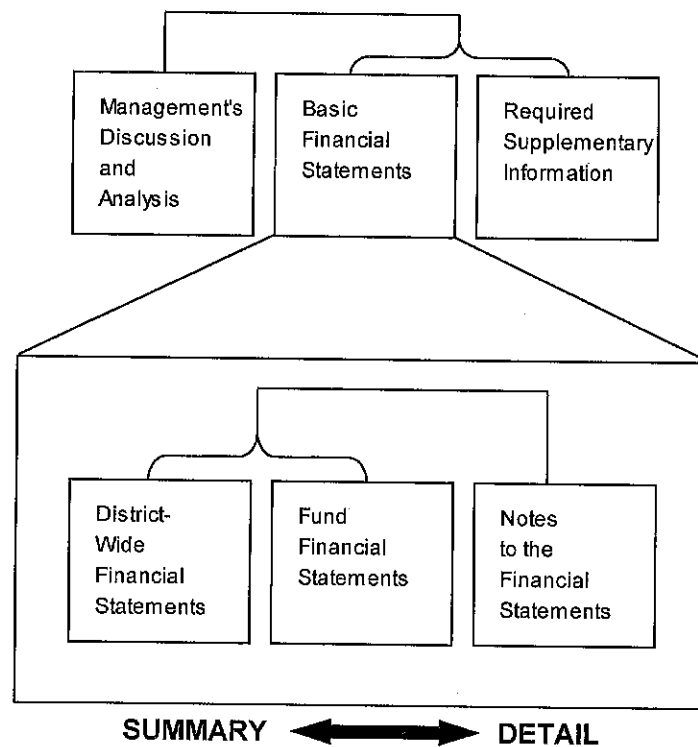 Management's
Discussion
and
Analysis
Basic
Financial
Statements
Required
Supplementary
Information
District-
Wide
Financial
Statements
Fund
Financial
Statements
Notes
to the
Financial
Statements
SUMMARY DETAIL